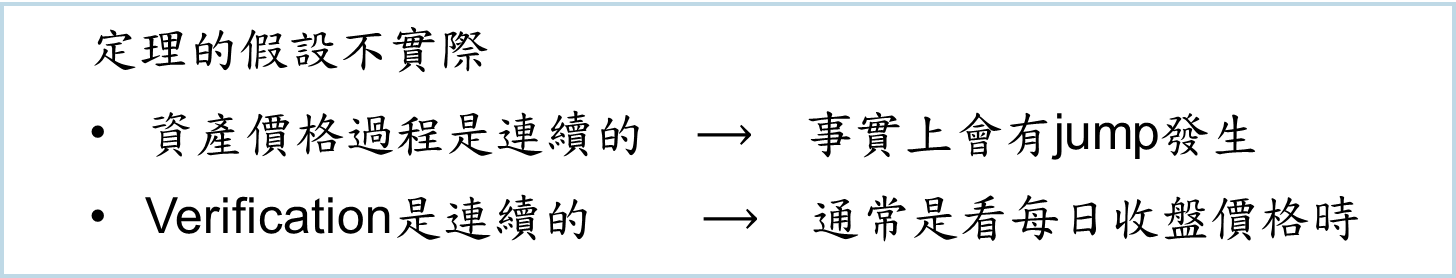 定理的假設不實際
• 資產價格過程是連續的 → 事實上會有jump發生
• Verification是連續的 → 通常是看每日收盤價格時